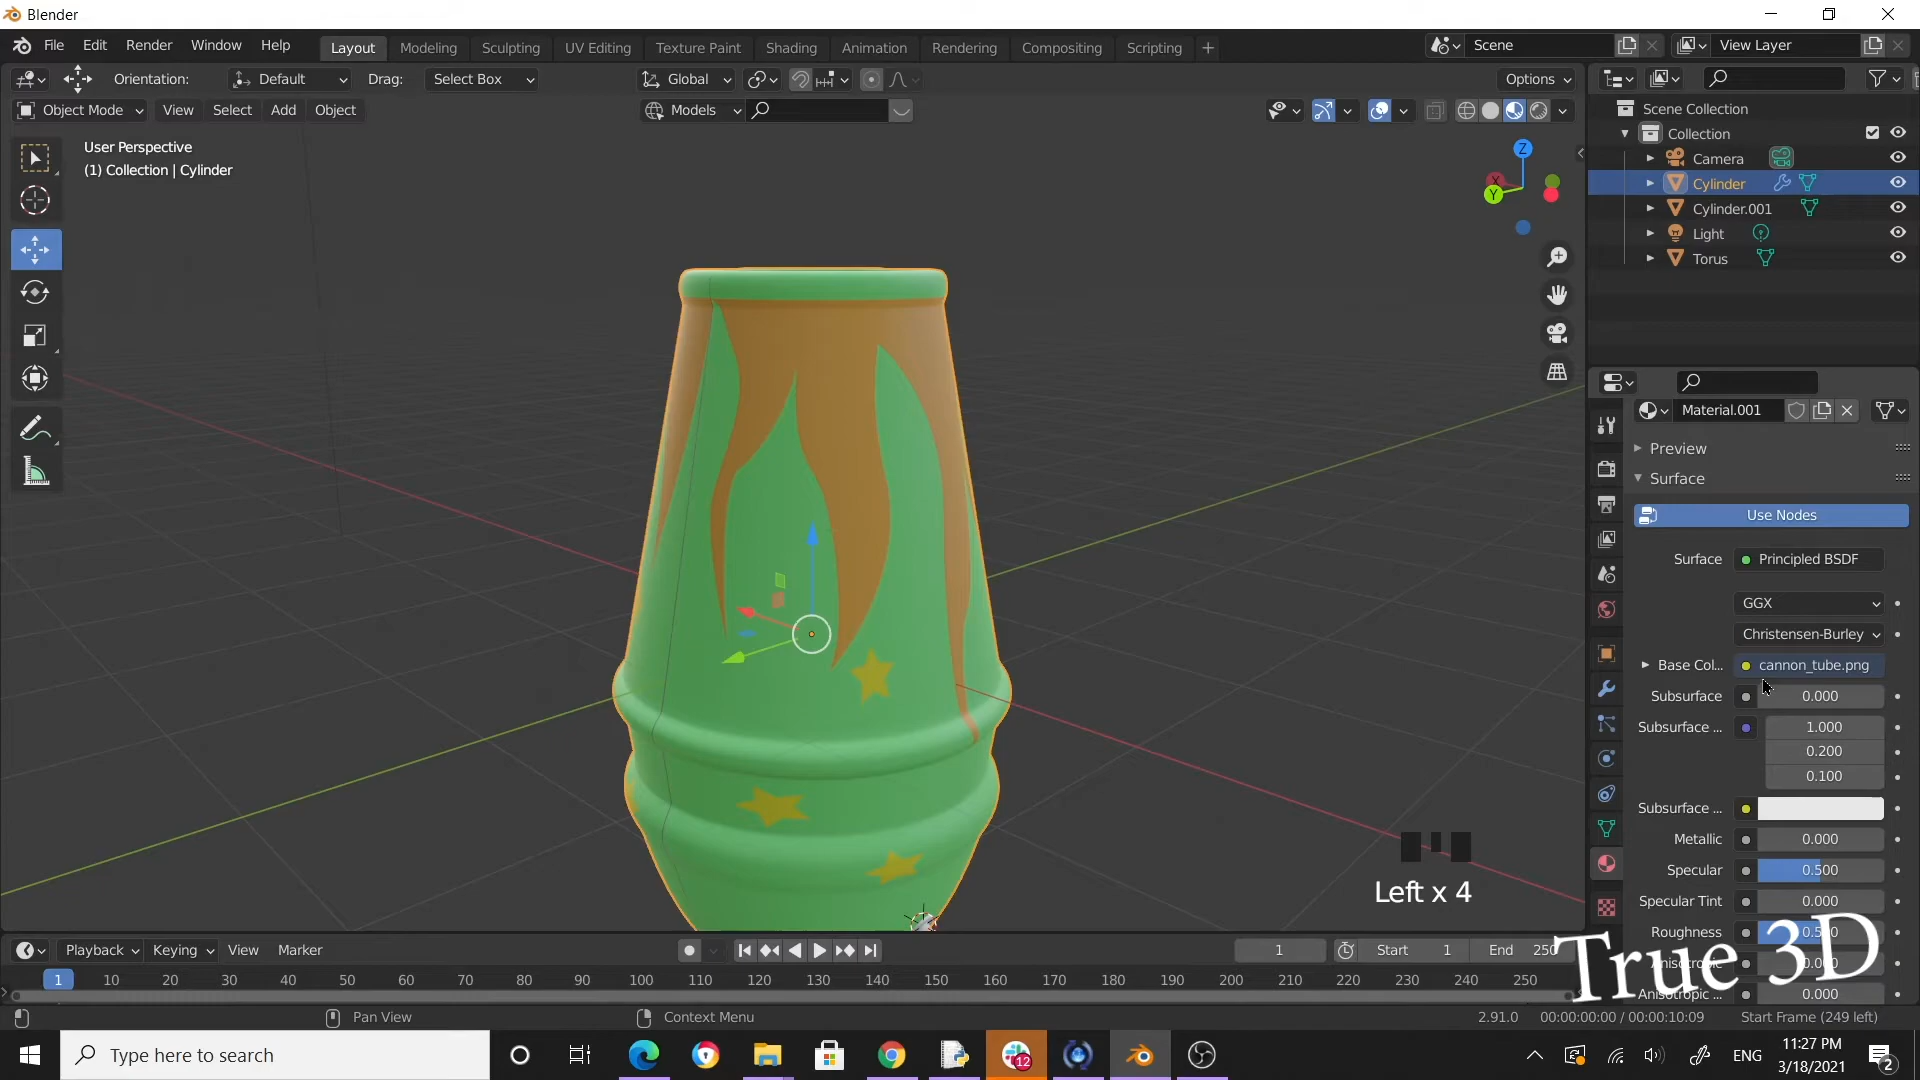 Blender
File Edit Render Window Help Layout Modeling Sculpting UV Editing Texture Paint Shading Animation Rendering Compositing Scripting + Scene View Layer
Orientation: Default Drag: Select Box Global Options
Object Mode View Select Add Object Models
User Perspective
(1) Collection | Cylinder
Z
X
Y
Scene Collection
Collection
Camera
Cylinder
Cylinder.001
Light
Torus
Material.001
Preview
Surface
Use Nodes
Surface Principled BSDF
GGX
Christensen-Burley
Base Col... cannon_tube.png
Subsurface 0.000
Subsurface ... 1.000
0.200
0.100
Subsurface ...
Metallic 0.000
Specular 0.500
Specular Tint 0.000
Roughness
Anisotropic ... 0.000
Left x 4
True 3D
Playback Keying View Marker 1 Start 1 End 250
1 10 20 30 40 50 60 70 80 90 100 110 120 130 140 150 160 170 180 190 200 210 220 230 240 250
Pan View Context Menu 2.91.0 00:00:00:00 / 00:00:10:09 Start Frame (249 left)
Type here to search 12 ENG 11:27 PM
3/18/2021 2